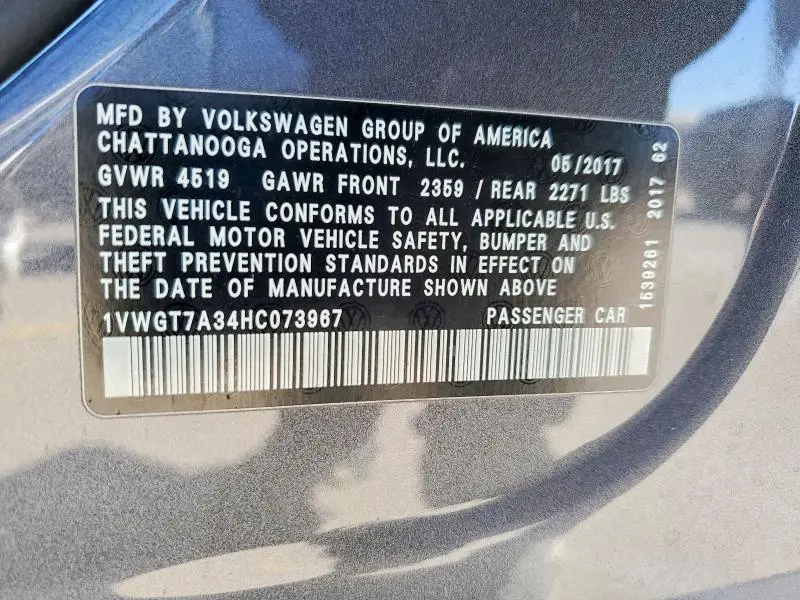 MFD BY VOLKSWAGEN GROUP OF AMERICA
CHATTANOOGA OPERATIONS, LLC. 05/2017
GVWR 4519 GAWR FRONT 2359 / REAR 2271 LBS
THIS VEHICLE CONFORMS TO ALL APPLICABLE U.S.
FEDERAL MOTOR VEHICLE SAFETY, BUMPER AND
THEFT PREVENTION STANDARDS IN EFFECT ON
THE DATE OF MANUFACTURE SHOWN ABOVE
1VWGT7A34HC073967 PASSENGER CAR
1539261 2017 62